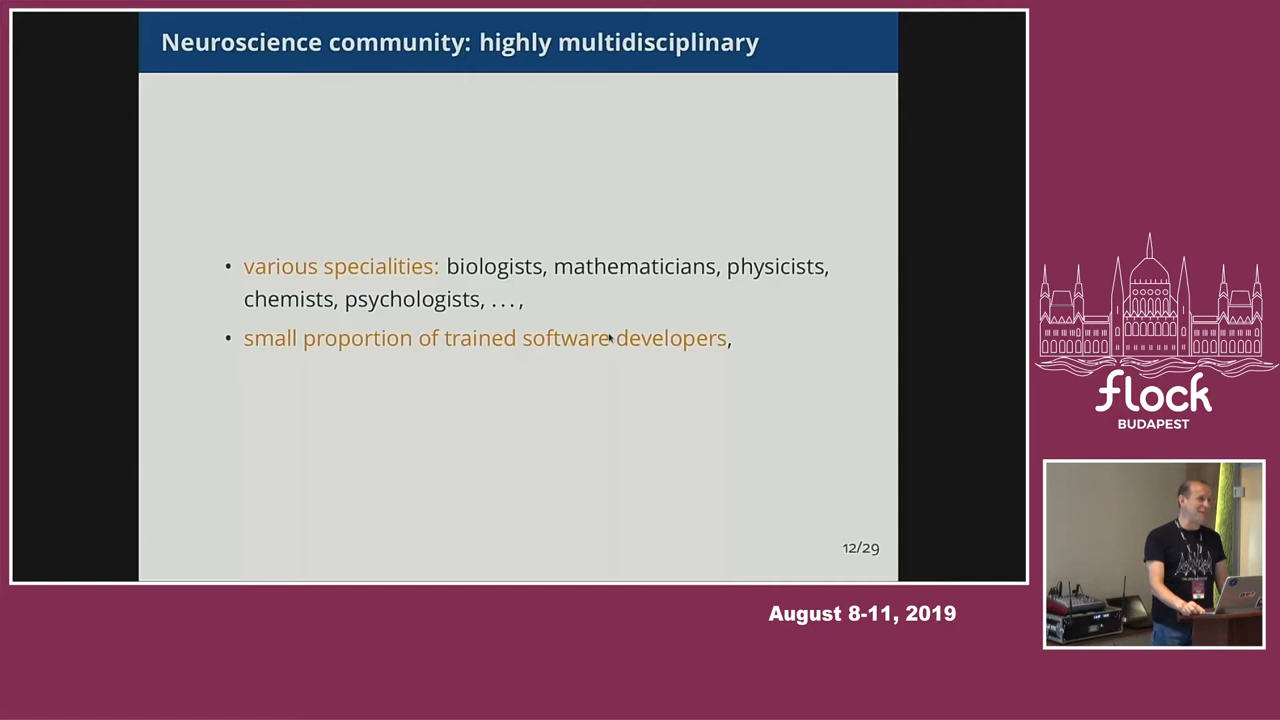 Neuroscience community: highly multidisciplinary
• various specialities: biologists, mathematicians, physicists,
chemists, psychologists, ...,
• small proportion of trained software developers,
12/29
flock
BUDAPEST
August 8-11, 2019